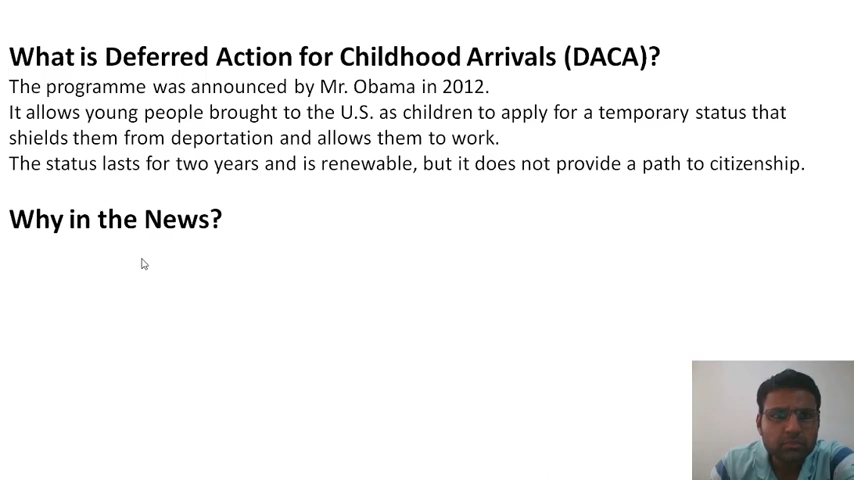 What is Deferred Action for Childhood Arrivals (DACA)?
The programme was announced by Mr. Obama in 2012.
It allows young people brought to the U.S. as children to apply for a temporary status that
shields them from deportation and allows them to work.
The status lasts for two years and is renewable, but it does not provide a path to citizenship.
Why in the News?